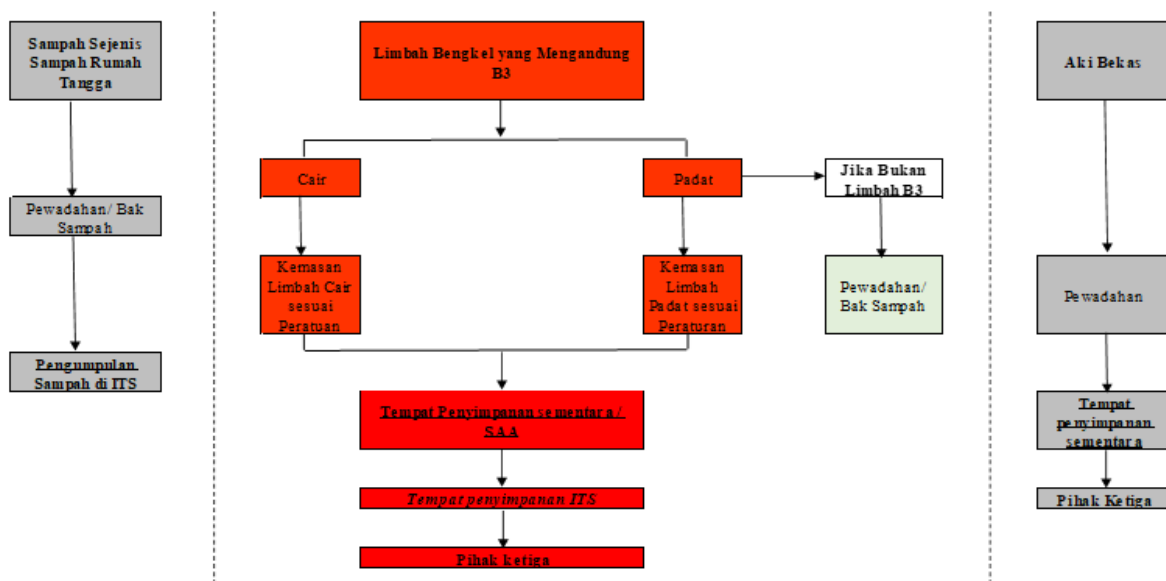 Sampah Sejenis
Sampah Rumah
Tangga
Pewadahan/ Bak
Sampah
Pengumpulan
Sampah di ITS
Limbah Bengkel yang Mengandung
B3
Cair
Padat
Jika Bukan
Limbah B3
Kemasan
Limbah Cair
sesuai
Peratuan
Kemasan
Limbah
Padat sesuai
Peraturan
Pewadahan/
Bak Sampah
Tempat Penyimpanan sementara /
SAA
Tempat penyimpanan ITS
Pihak ketiga
Aki Bekas
Pewadahan
Tempat
penyimpanan
sementara
Pihak Ketiga